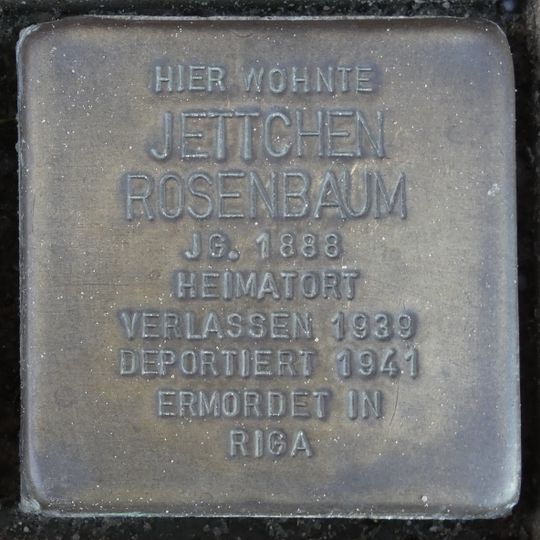 HIER WOHNTE
JETTCHEN
ROSENBAUM
JG. 1888
HEIMATORT
VERLASSEN 1939
DEPORTIERT 1941
ERMORDET IN
RIGA